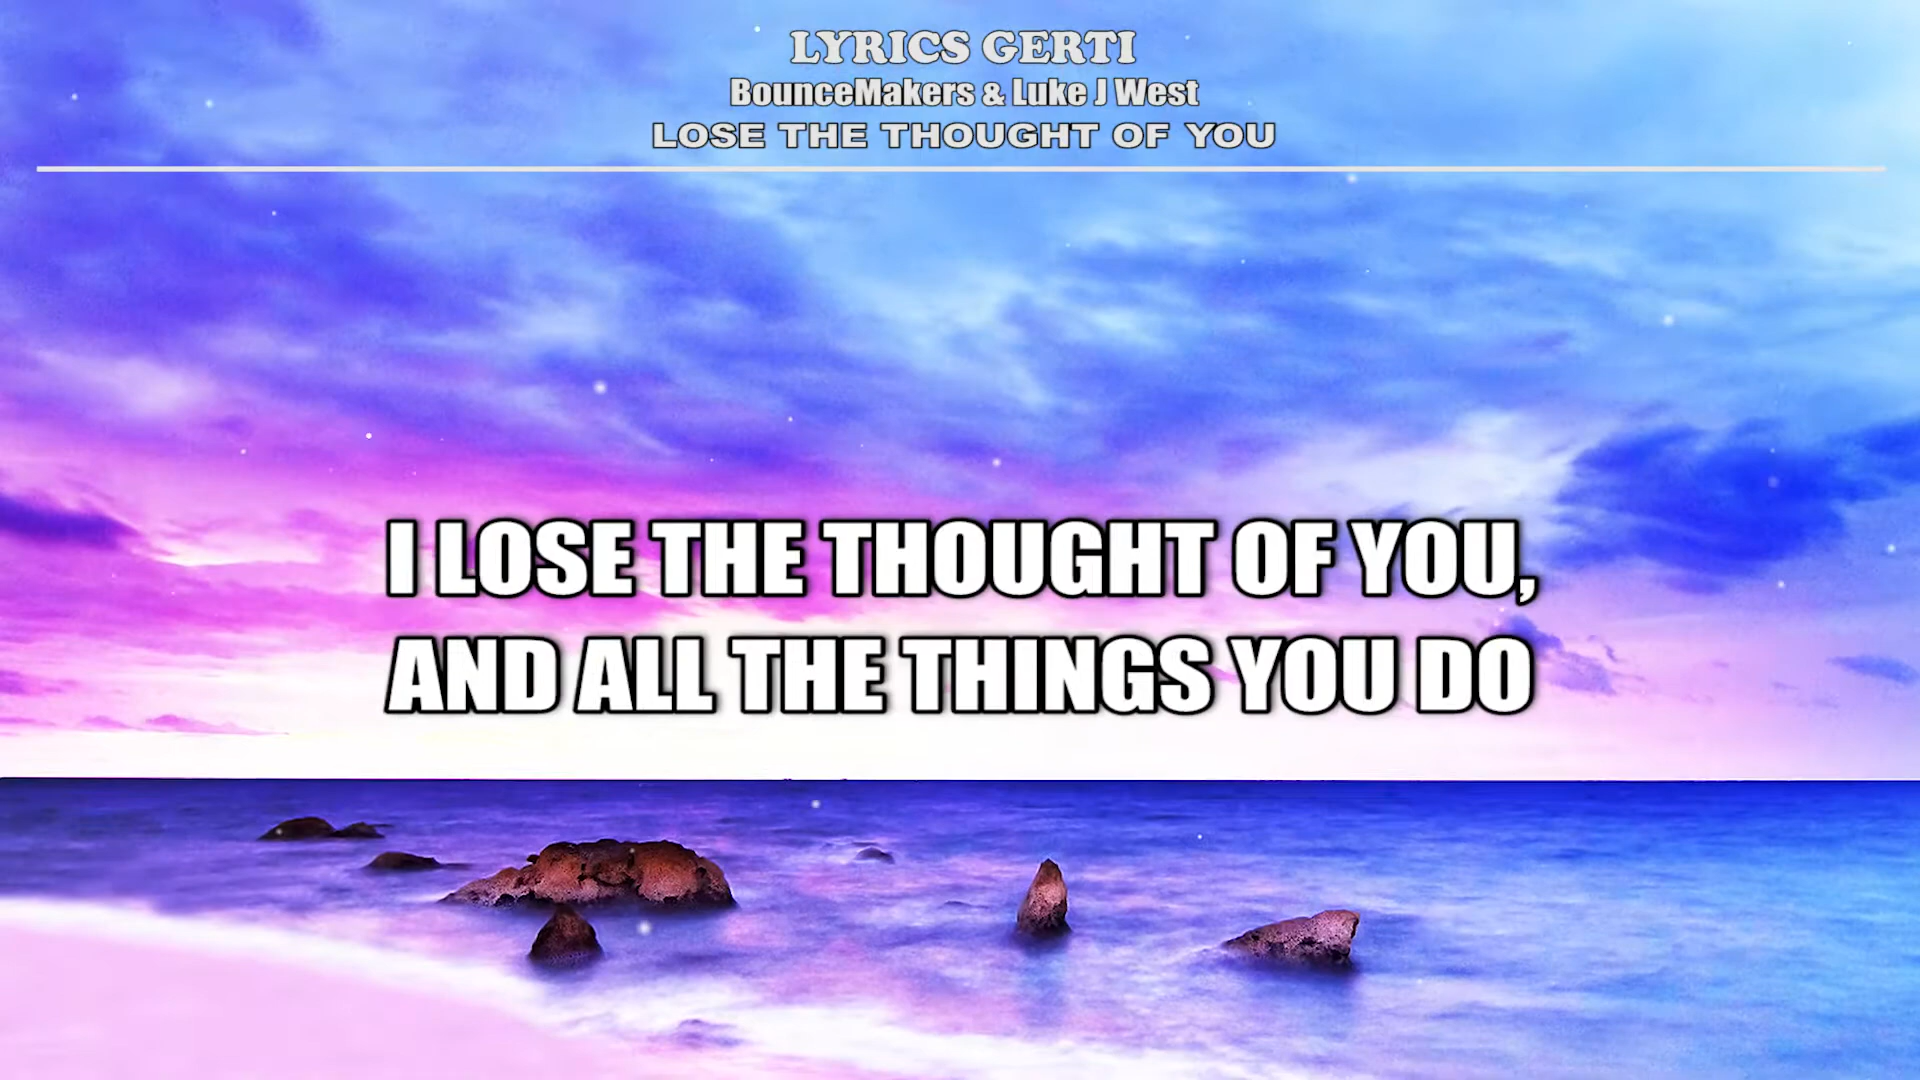 LYRICS GERTI
BounceMakers & Luke J West
LOSE THE THOUGHT OF YOU
I LOSE THE THOUGHT OF YOU,
AND ALL THE THINGS YOU DO